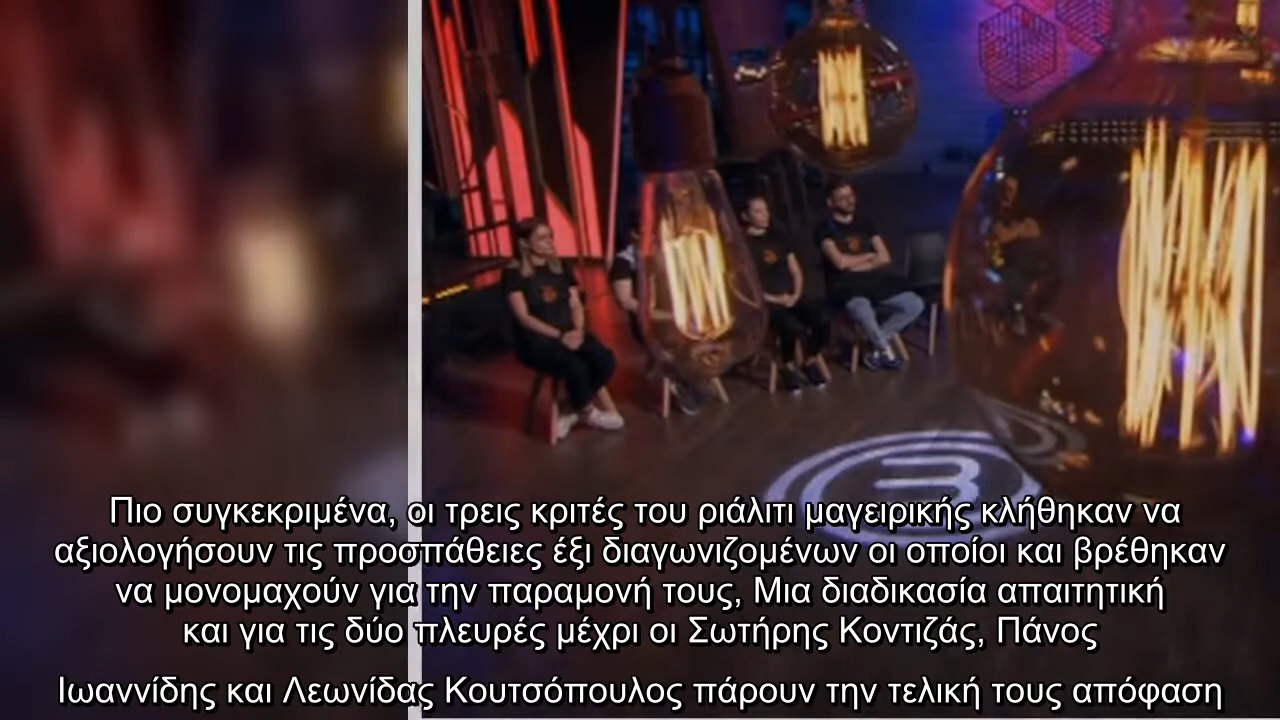 Πιο συγκεκριμένα, οι τρεις κριτές του ριάλιτι μαγειρικής κλήθηκαν να
αξιολογήσουν τις προσπάθειες έξι διαγωνιζομένων οι οποίοι και βρέθηκαν
να μονομαχούν για την παραμονή τους, Μια διαδικασία απαιτητική
και για τις δύο πλευρές μέχρι οι Σωτήρης Κοντιζάς, Πάνος
Ιωαννίδης και Λεωνίδας Κουτσόπουλος πάρουν την τελική τους απόφαση